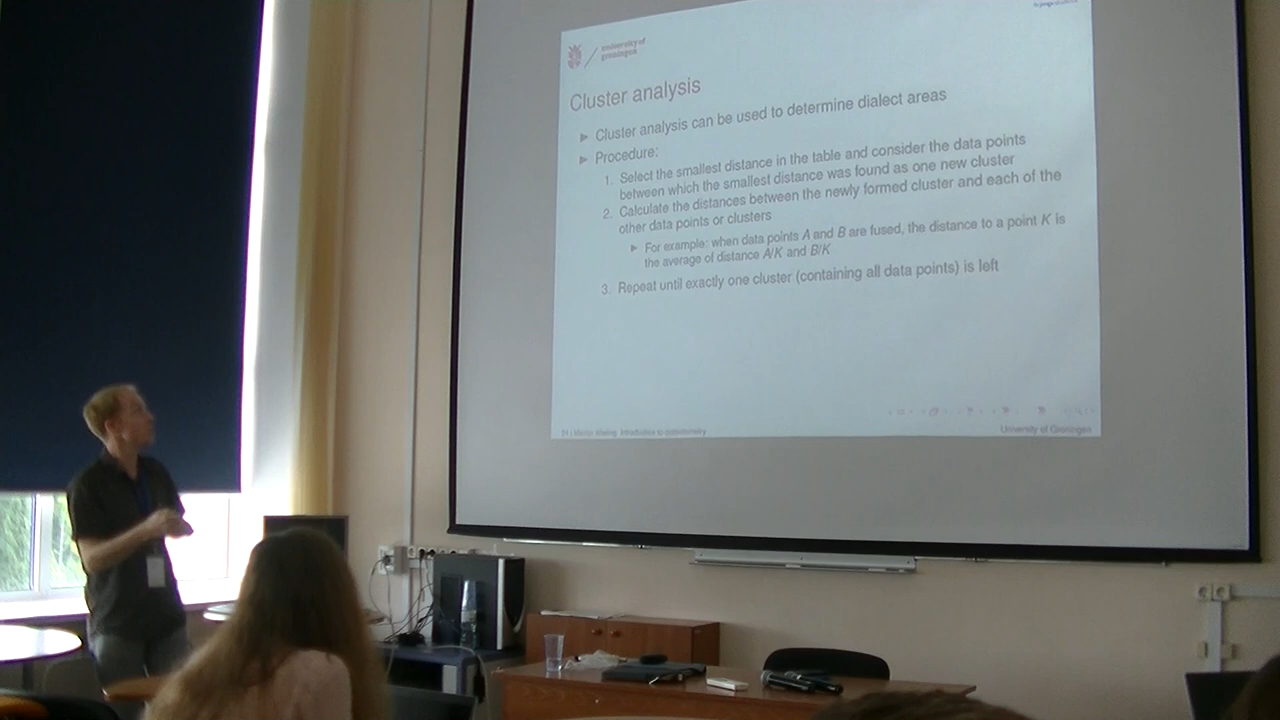 university of
groningen
Cluster analysis
Cluster analysis can be used to determine dialect areas
Procedure:
1. Select the smallest distance in the table and consider the data points
between which the smallest distance was found as one new cluster
2. Calculate the distances between the newly formed cluster and each of the
other data points or clusters
For example: when data points A and B are fused, the distance to a point K is
the average of distance A/K and B/K
3. Repeat until exactly one cluster (containing all data points) is left
Introduction to
University of Groningen